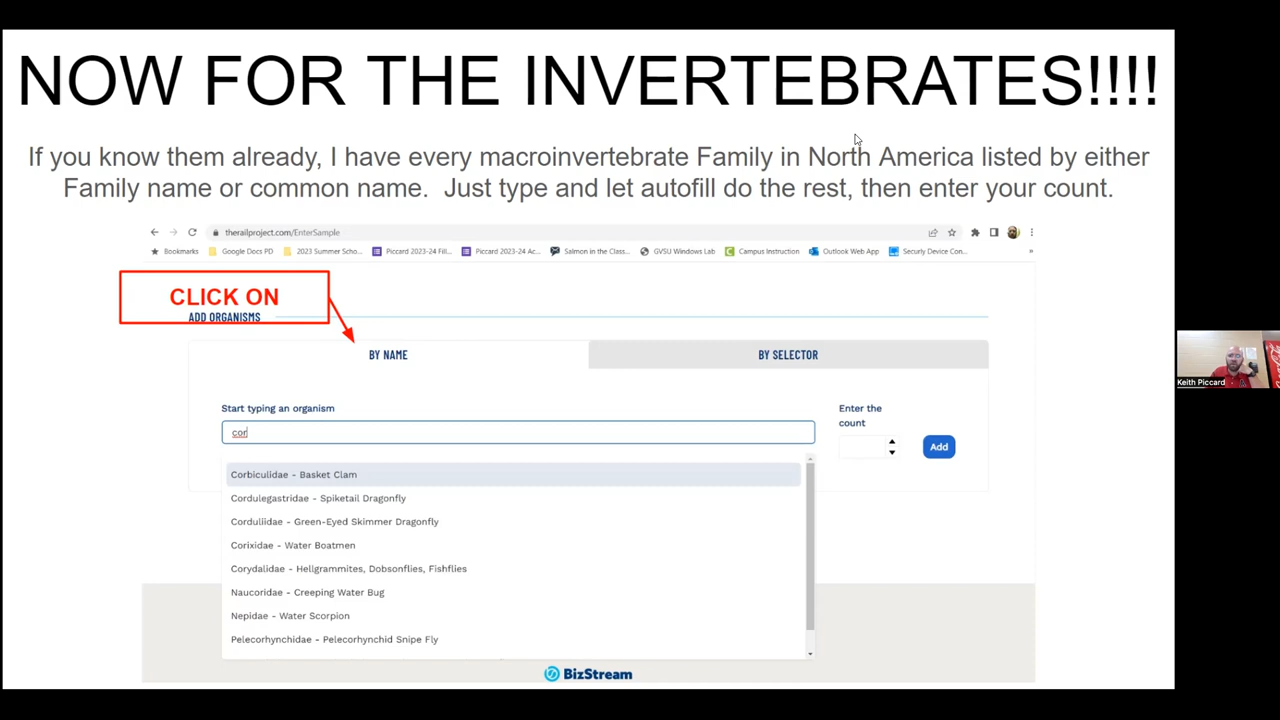 NOW FOR THE INVERTEBRATES!!!!
If you know them already, I have every macroinvertebrate Family in North America listed by either
Family name or common name. Just type and let autofill do the rest, then enter your count.
therailproject.com/EnterSample
Bookmarks Google Docs PD 2023 Summer Scho... Piccard 2023-24 Fill... Piccard 2023-24 Ac... Salmon in the Class... GVSU Windows Lab Campus Instruction Outlook Web App Securly Device Con... »
CLICK ON
ADD ORGANISMS
BY NAME BY SELECTOR
Start typing an organism
Enter the
count
cor
Add
Corbiculidae - Basket Clam
Cordulegastridae - Spiketail Dragonfly
Corduliidae - Green-Eyed Skimmer Dragonfly
Corixidae - Water Boatmen
Corydalidae - Hellgrammites, Dobsonflies, Fishflies
Naucoridae - Creeping Water Bug
Nepidae - Water Scorpion
Pelecorhynchidae - Pelecorhynchid Snipe Fly
BizStream
Keith Piccard